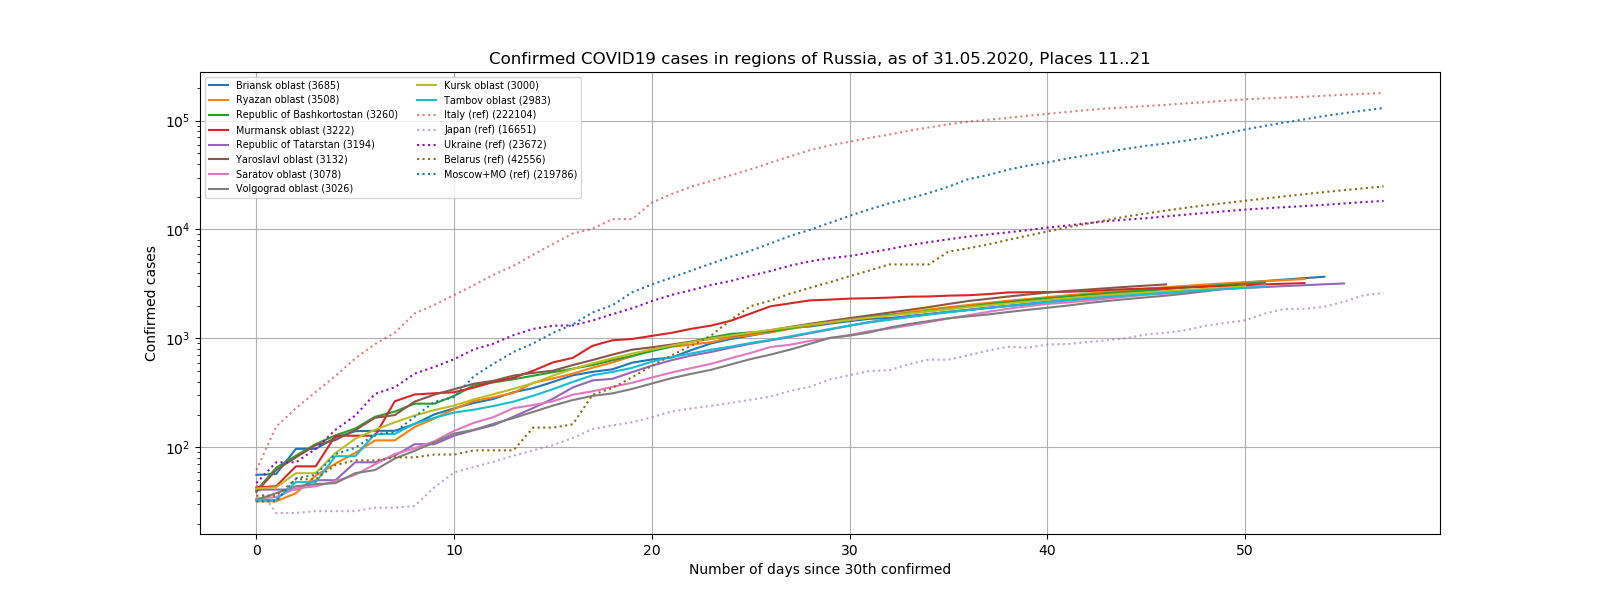 Confirmed COVID19 cases in regions of Russia, as of 31.05.2020, Places 11..21
Briansk oblast (3685)
Ryazan oblast (3508)
Republic of Bashkortostan (3260)
Murmansk oblast (3222)
Republic of Tatarstan (3194)
Yaroslavl oblast (3132)
Saratov oblast (3078)
Volgograd oblast (3026)
Kursk oblast (3000)
Tambov oblast (2983)
Italy (ref) (222104)
Japan (ref) (16651)
Ukraine (ref) (23672)
Belarus (ref) (42556)
Moscow+MO (ref) (219786)
Confirmed cases
10⁵
10⁴
10³
10²
0 10 20 30 40 50
Number of days since 30th confirmed